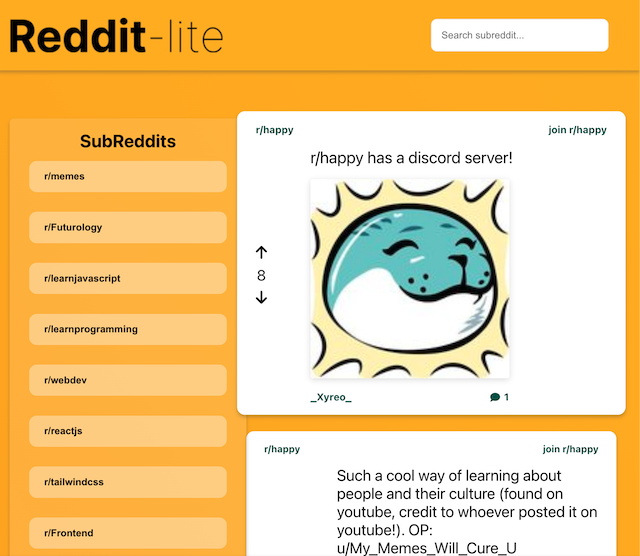 Reddit-lite
Search subreddit...
SubReddits
r/memes
r/Futurology
r/learnjavascript
r/learnprogramming
r/webdev
r/reactjs
r/tailwindcss
r/Frontend
r/happy
join r/happy
r/happy has a discord server!
8
_Xyreo_
1
r/happy
join r/happy
Such a cool way of learning about
people and their culture (found on
youtube, credit to whoever posted it on
youtube!). OP:
u/My_Memes_Will_Cure_U